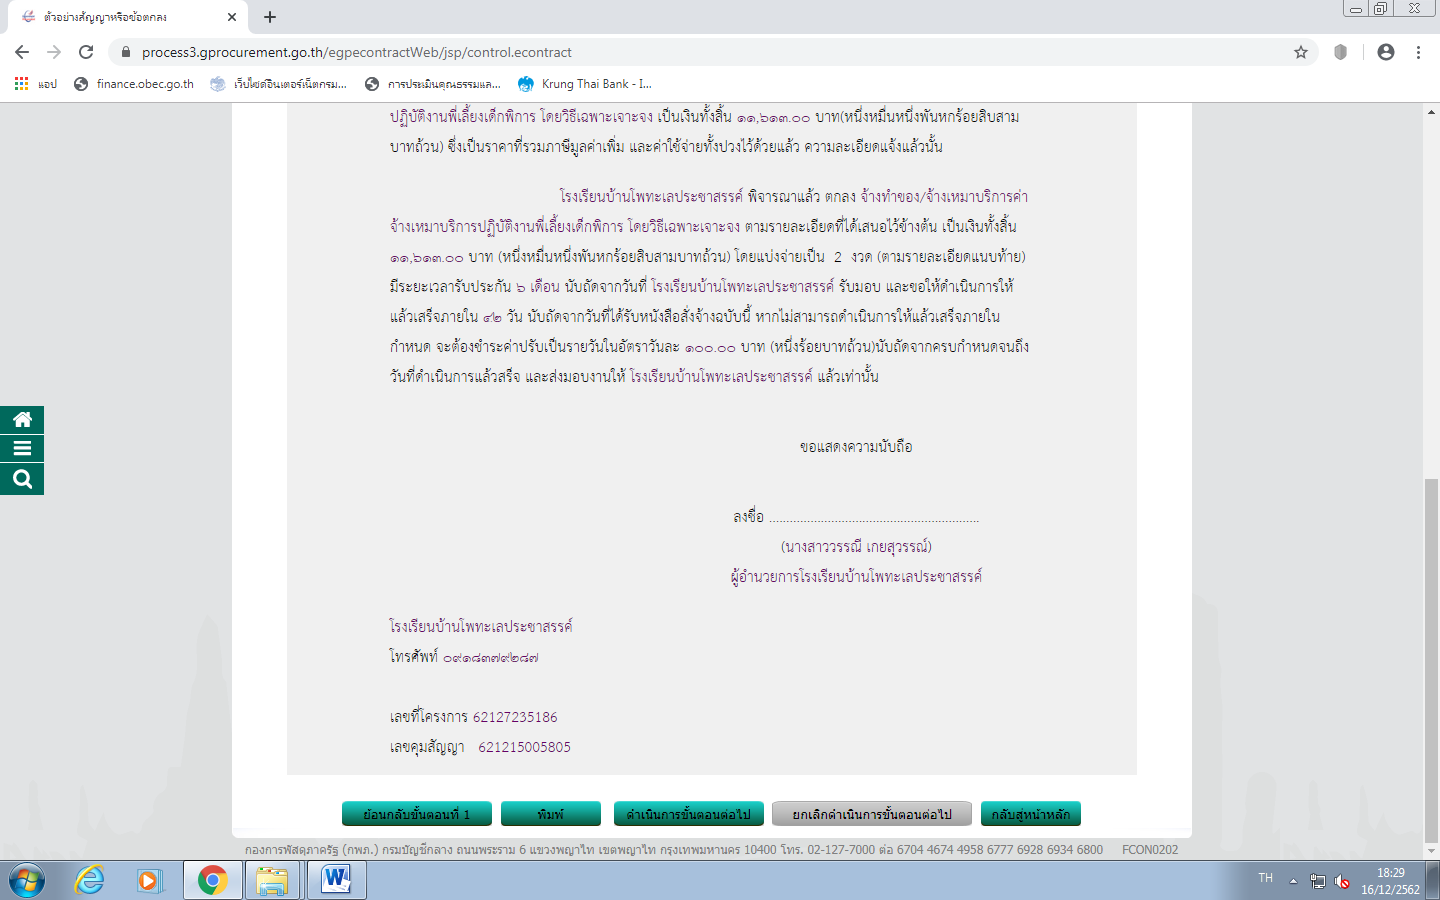 ตัวอย่างสัญญาหรือข้อตกลง
process3.gprocurement.go.th/egpecontractWeb/jsp/control.econtract
แอป finance.obec.go.th เว็บไซต์อินเตอร์เน็ตกรม... การประเมินคุณธรรมแล... Krung Thai Bank - I...
ปฏิบัติงานพี่เลี้ยงเด็กพิการ โดยวิธีเฉพาะเจาะจง เป็นเงินทั้งสิ้น ๑๑,๖๑๓.๐๐ บาท(หนึ่งหมื่นหนึ่งพันหกร้อยสิบสาม
บาทถ้วน) ซึ่งเป็นราคาที่รวมภาษีมูลค่าเพิ่ม และค่าใช้จ่ายทั้งปวงไว้ด้วยแล้ว ความละเอียดแจ้งแล้วนั้น
โรงเรียนบ้านโพทะเลประชาสรรค์ พิจารณาแล้ว ตกลง จ้างทำของ/จ้างเหมาบริการค่า
จ้างเหมาบริการปฏิบัติงานพี่เลี้ยงเด็กพิการ โดยวิธีเฉพาะเจาะจง ตามรายละเอียดที่ได้เสนอไว้ข้างต้น เป็นเงินทั้งสิ้น
๑๑,๖๑๓.๐๐ บาท (หนึ่งหมื่นหนึ่งพันหกร้อยสิบสามบาทถ้วน) โดยแบ่งจ่ายเป็น 2 งวด (ตามรายละเอียดแนบท้าย)
มีระยะเวลารับประกัน ๖ เดือน นับถัดจากวันที่ โรงเรียนบ้านโพทะเลประชาสรรค์ รับมอบ และขอให้ดำเนินการให้
แล้วเสร็จภายใน ๔๒ วัน นับถัดจากวันที่ได้รับหนังสือสั่งจ้างฉบับนี้ หากไม่สามารถดำเนินการให้แล้วเสร็จภายใน
กำหนด จะต้องชำระค่าปรับเป็นรายวันในอัตราวันละ ๑๐๐.๐๐ บาท (หนึ่งร้อยบาทถ้วน)นับถัดจากครบกำหนดจนถึง
วันที่ดำเนินการแล้วสร็จ และส่งมอบงานให้ โรงเรียนบ้านโพทะเลประชาสรรค์ แล้วเท่านั้น
ขอแสดงความนับถือ
ลงชื่อ .............................................................
(นางสาววรรณี เกยสุวรรณ์)
ผู้อำนวยการโรงเรียนบ้านโพทะเลประชาสรรค์
โรงเรียนบ้านโพทะเลประชาสรรค์
โทรศัพท์ ๐๙๑๘๓๗๙๒๘๗
เลขที่โครงการ 62127235186
เลขคุมสัญญา 621215005805
ย้อนกลับขั้นตอนที่ 1 พิมพ์ ดำเนินการขั้นตอนต่อไป ยกเลิกดำเนินการขั้นตอนต่อไป กลับสู่หน้าหลัก
กองการพัสดุภาครัฐ (กพภ.) กรมบัญชีกลาง ถนนพระราม 6 แขวงพญาไท เขตพญาไท กรุงเทพมหานคร 10400 โทร. 02-127-7000 ต่อ 6704 4674 4958 6777 6928 6934 6800 FCON0202
TH 18:29
16/12/2562